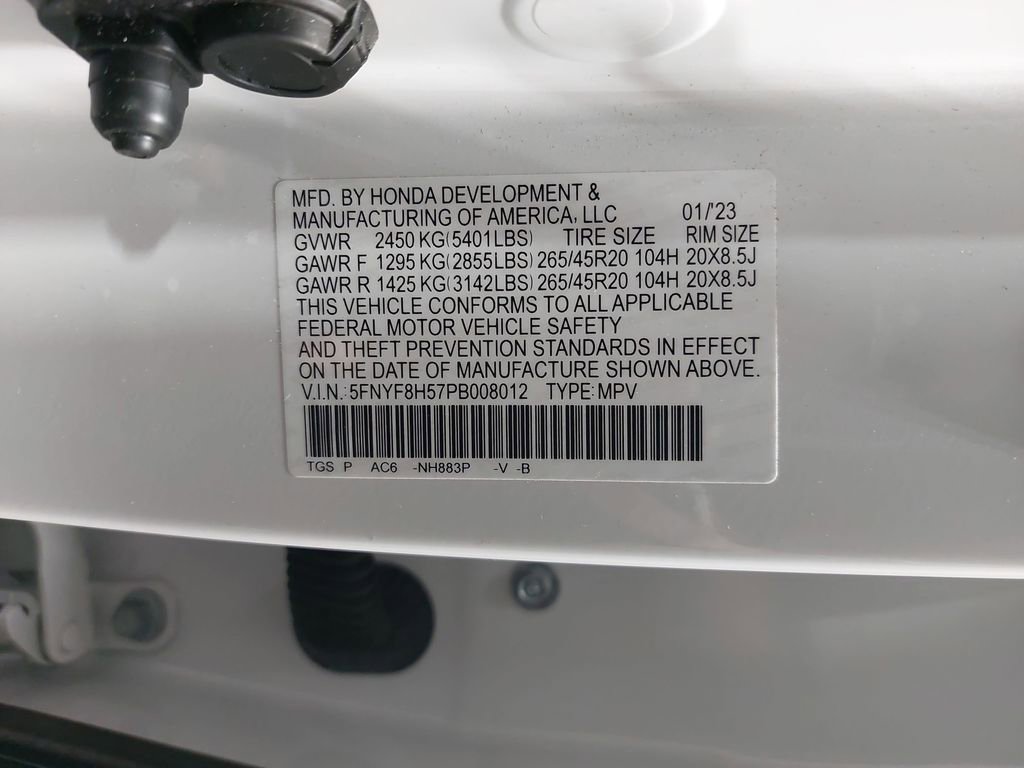 MFD. BY HONDA DEVELOPMENT &
MANUFACTURING OF AMERICA, LLC 01/'23
GVWR 2450 KG(5401LBS) TIRE SIZE RIM SIZE
GAWR F 1295 KG(2855LBS) 265/45R20 104H 20X8.5J
GAWR R 1425 KG(3142LBS) 265/45R20 104H 20X8.5J
THIS VEHICLE CONFORMS TO ALL APPLICABLE
FEDERAL MOTOR VEHICLE SAFETY
AND THEFT PREVENTION STANDARDS IN EFFECT
ON THE DATE OF MANUFACTURE SHOWN ABOVE.
V.I.N.: 5FNYF8H57PB008012 TYPE: MPV
TGS P AC6 -NH883P -V -B